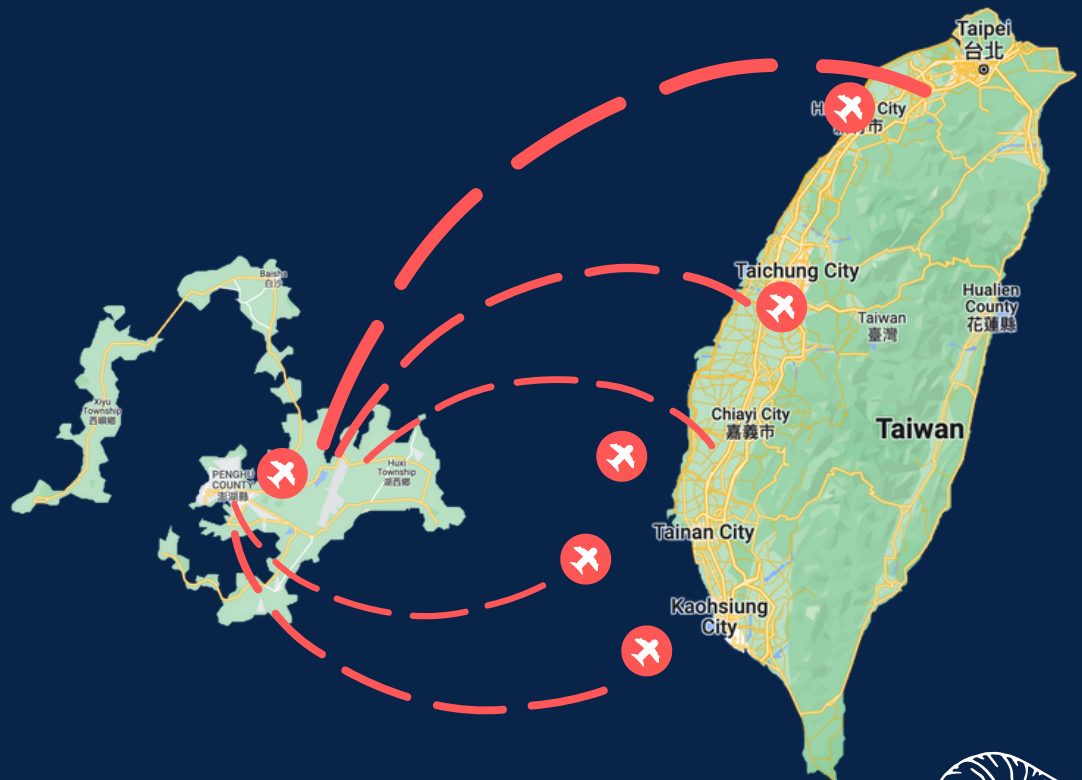 Taipei
台北
City
市
Taichung City
Hualien
County
花蓮縣
Taiwan
臺灣
Chiayi City
嘉義市
Taiwan
Tainan City
Kaohsiung
City
Baisha
白沙
Xiyu
Township
西嶼鄉
PENGHU
COUNTY
澎湖縣
Huxi
Township
湖西鄉